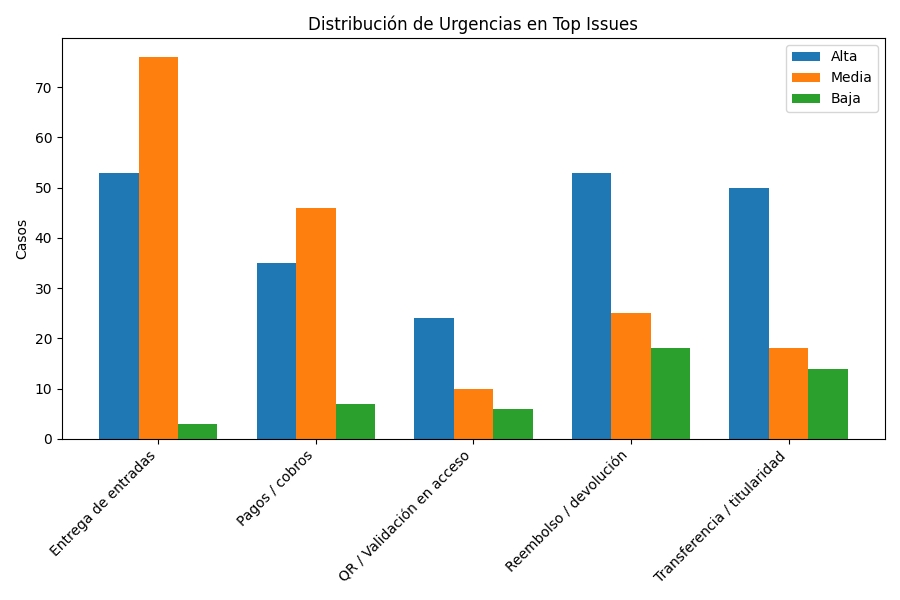 Distribución de Urgencias en Top Issues
Alta
Media
Baja
Casos
70
60
50
40
30
20
10
0
Entrega de entradas
Pagos / cobros
QR / Validación en acceso
Reembolso / devolución
Transferencia / titularidad